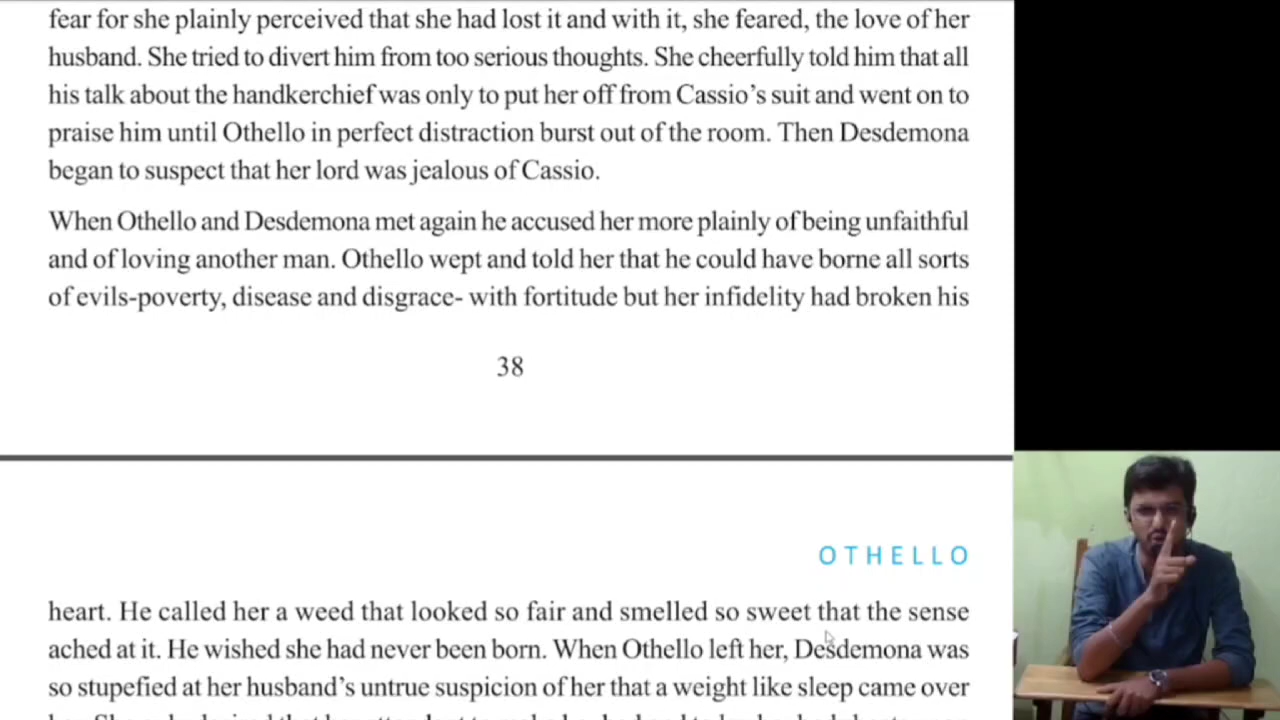 fear for she plainly perceived that she had lost it and with it, she feared, the love of her
husband. She tried to divert him from too serious thoughts. She cheerfully told him that all
his talk about the handkerchief was only to put her off from Cassio’s suit and went on to
praise him until Othello in perfect distraction burst out of the room. Then Desdemona
began to suspect that her lord was jealous of Cassio.
When Othello and Desdemona met again he accused her more plainly of being unfaithful
and of loving another man. Othello wept and told her that he could have borne all sorts
of evils-poverty, disease and disgrace- with fortitude but her infidelity had broken his
38
OTHELLO
heart. He called her a weed that looked so fair and smelled so sweet that the sense
ached at it. He wished she had never been born. When Othello left her, Desdemona was
so stupefied at her husband’s untrue suspicion of her that a weight like sleep came over